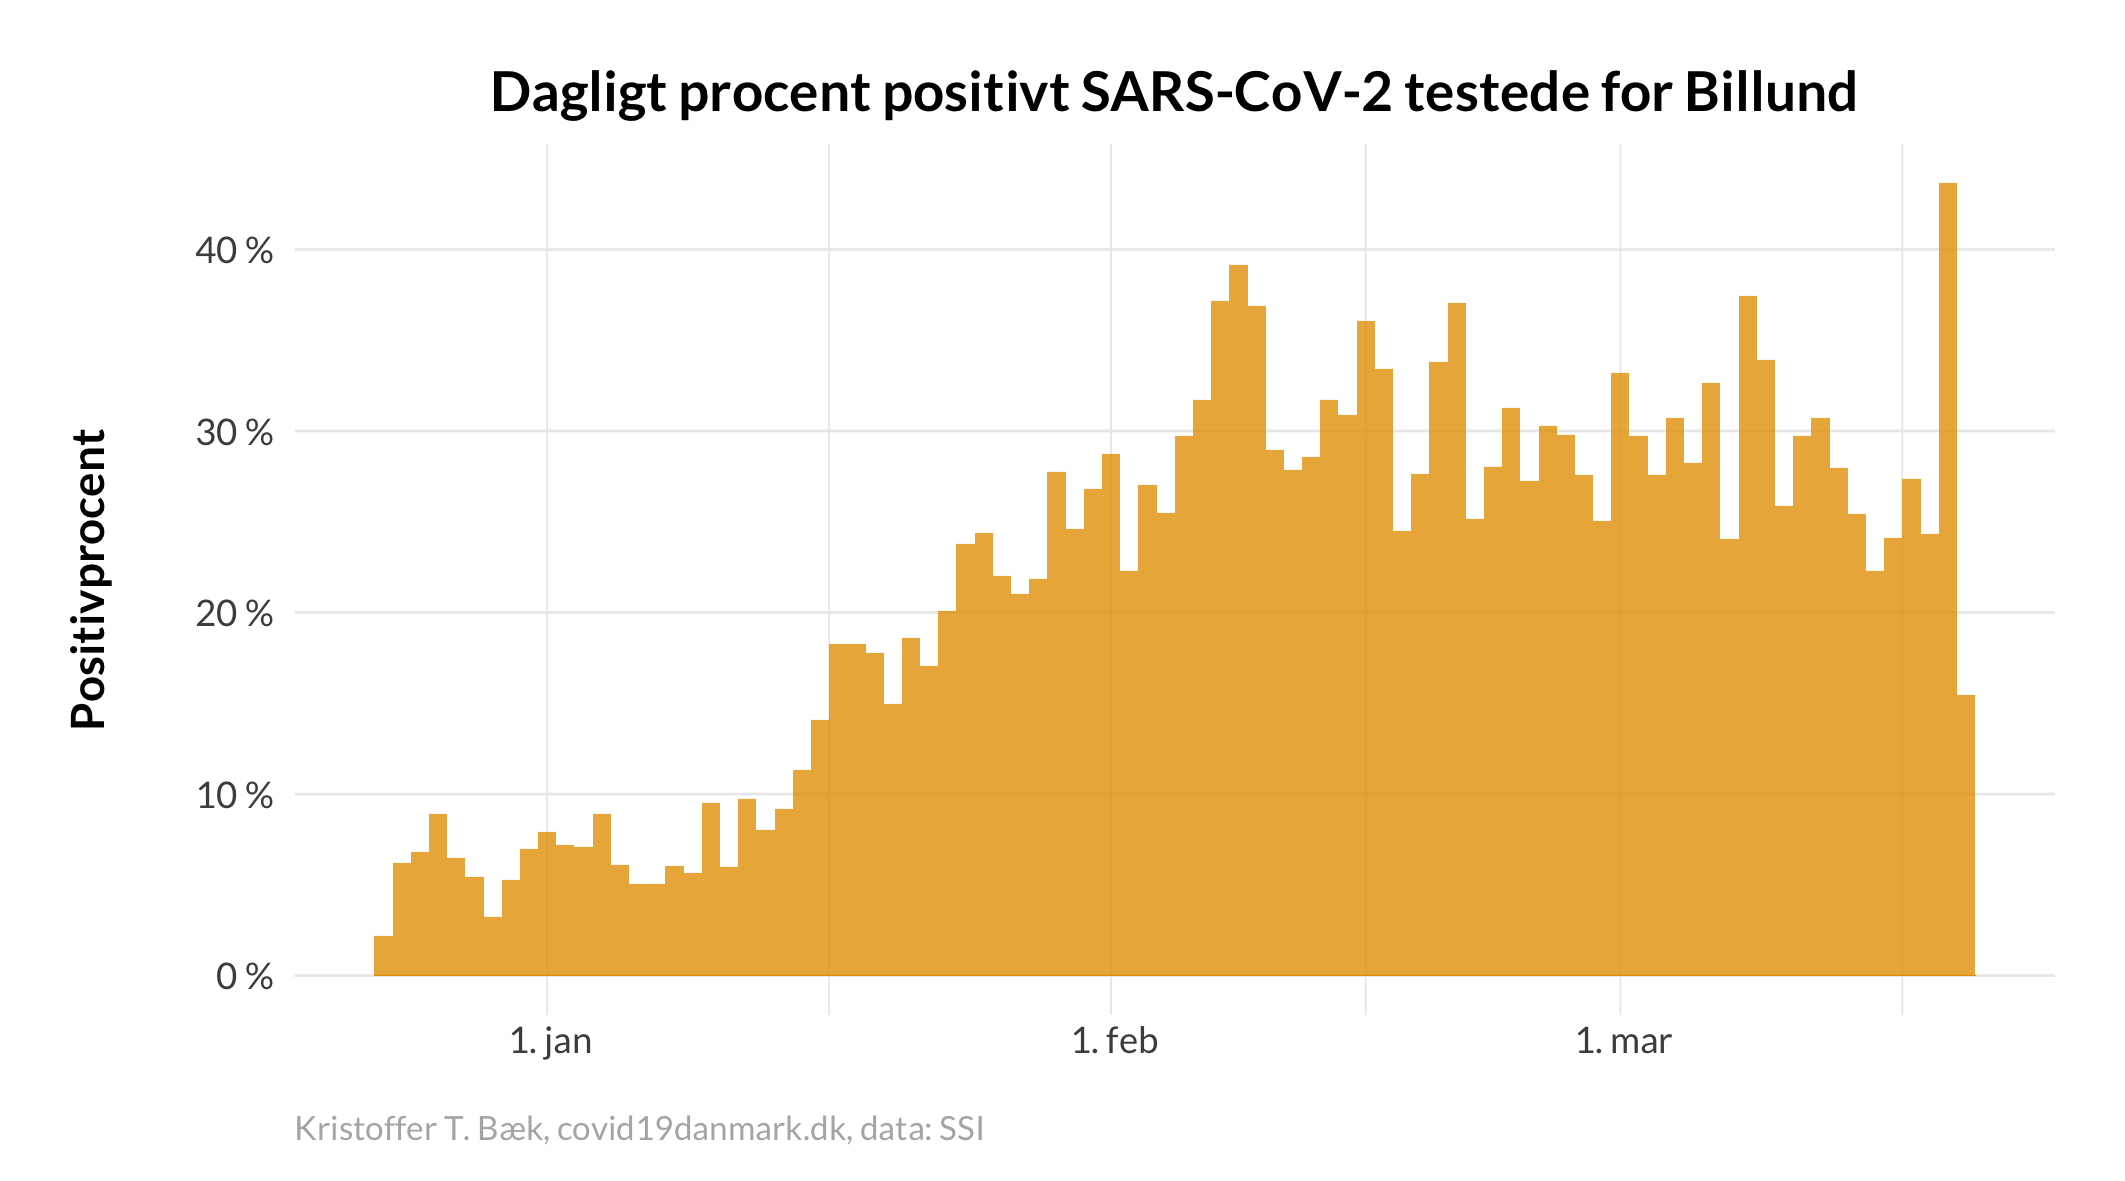 Dagligt procent positivt SARS-CoV-2 testede for Billund
Positivprocent
40 %
30 %
20 %
10 %
0 %
1. jan
1. feb
1. mar
Kristoffer T. Bæk, covid19danmark.dk, data: SSI